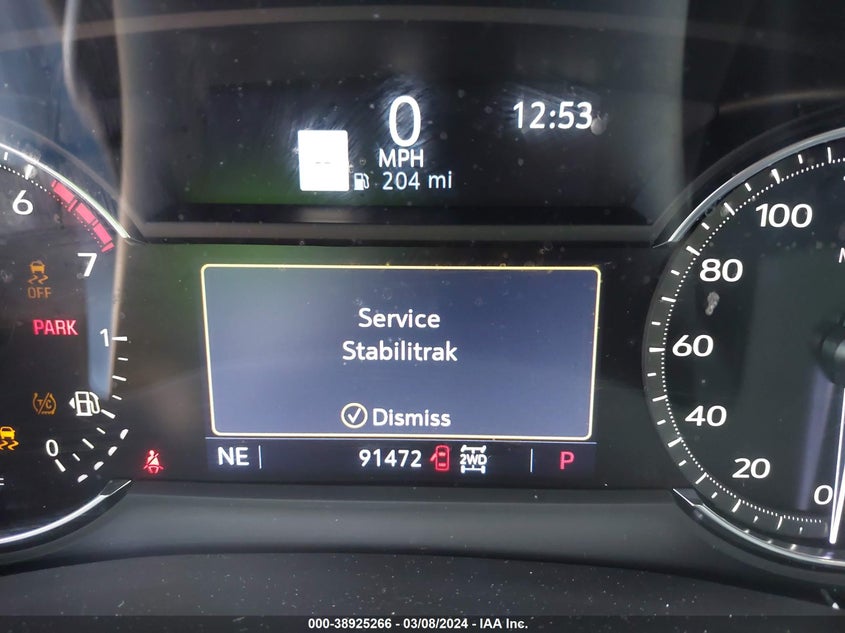 0
MPH
12:53
204 mi
6
7
OFF
PARK
1
T/C
0
Service
Stabilitrak
Dismiss
NE
91472
2WD
P
100
80
60
40
20
0
000-38925266 - 03/08/2024 - IAA Inc.